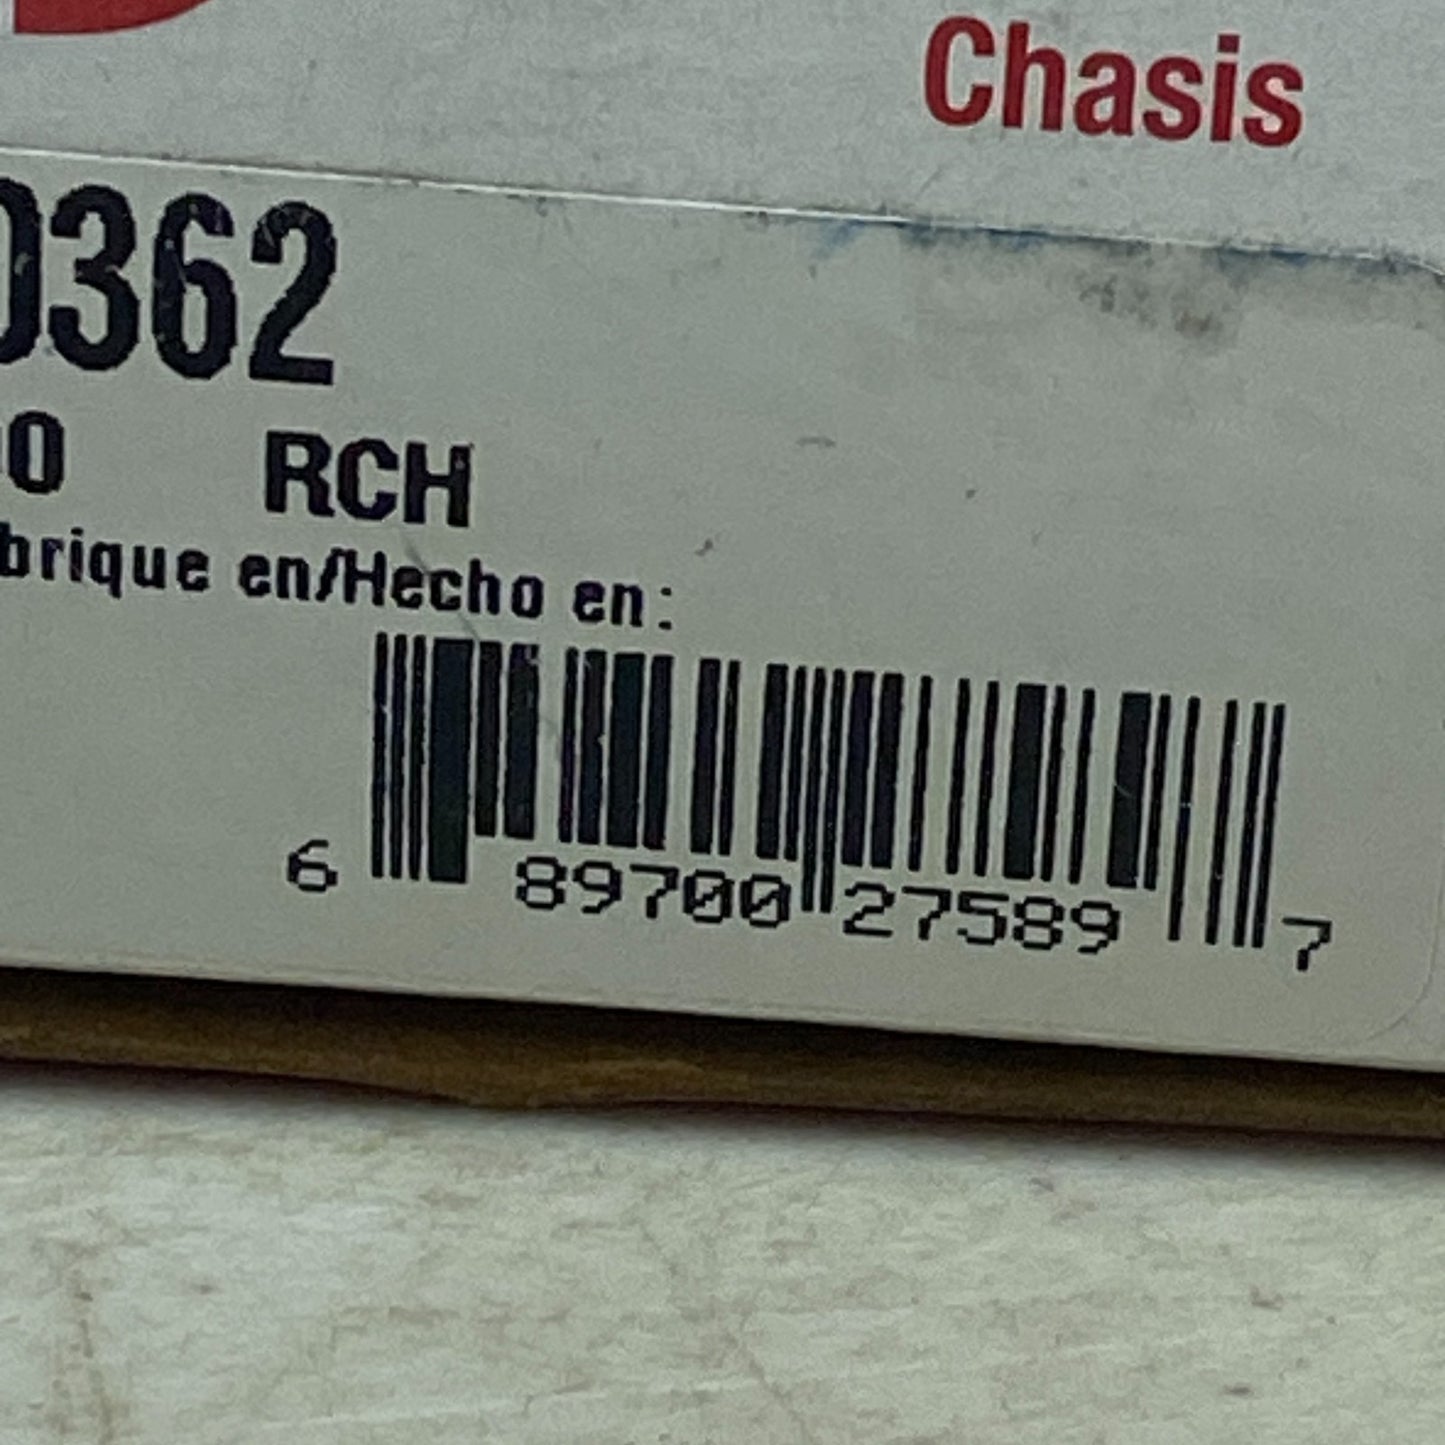 Chasis
0362
0 RCH
brique en/Hecho en:
6 89700 27589 7